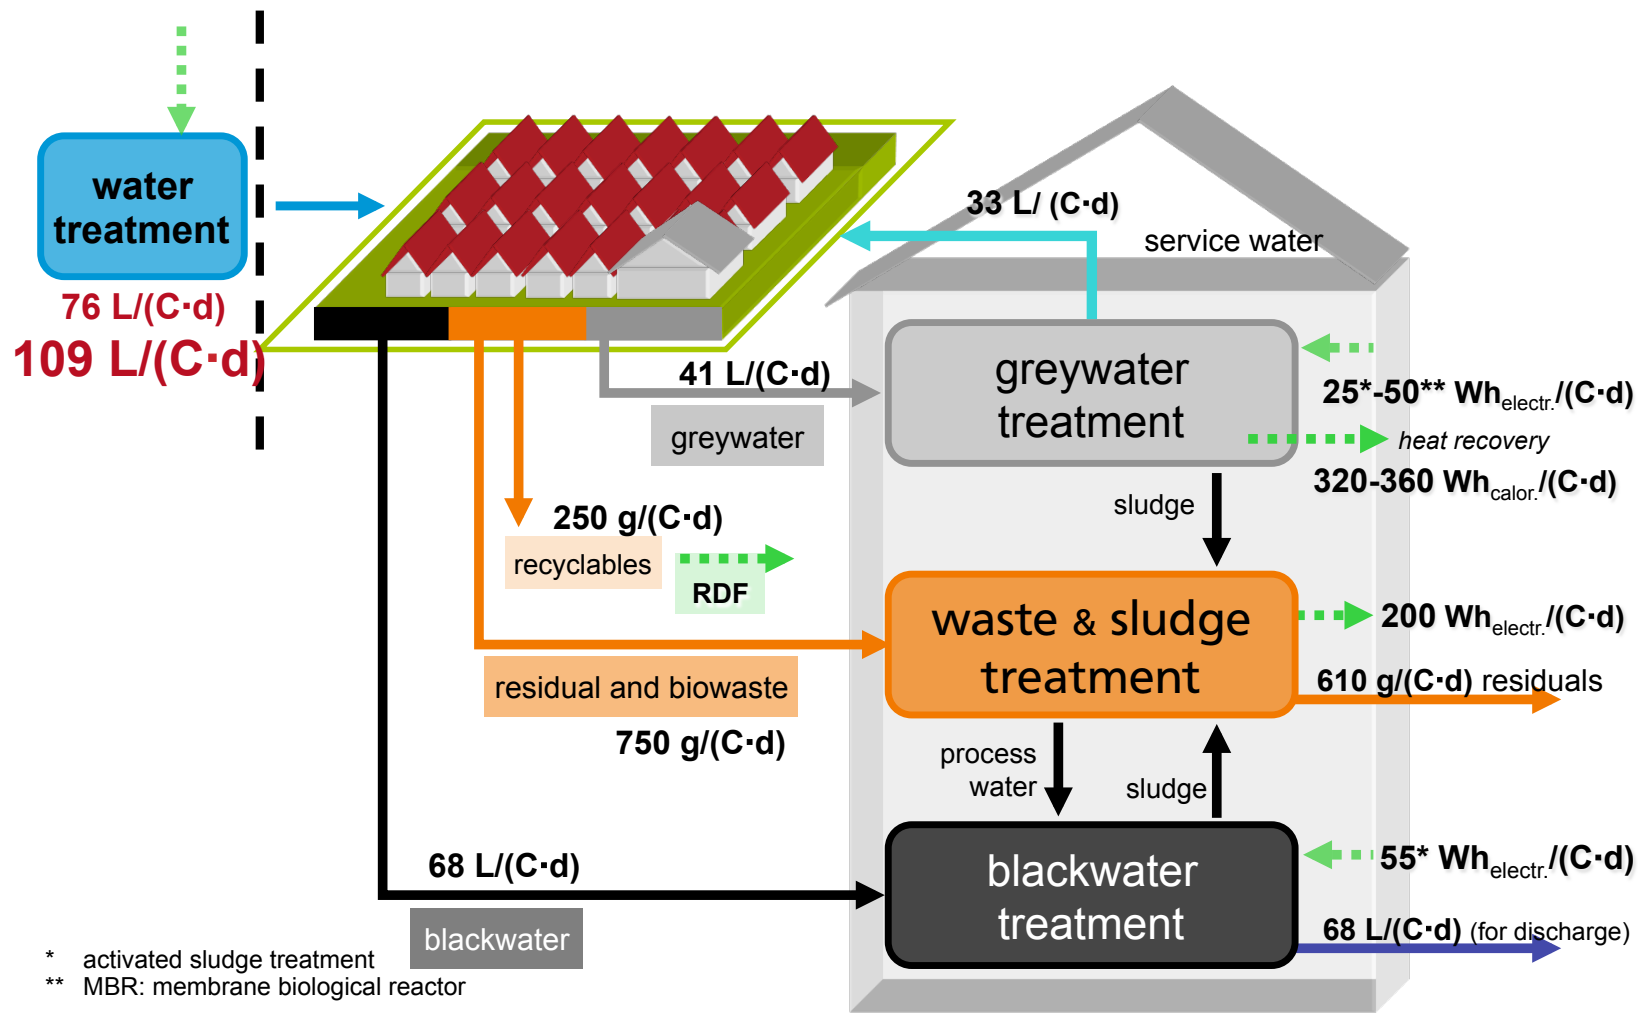 water
treatment
76 L/(C·d)
109 L/(C·d)
33 L/ (C·d)
service water
41 L/(C·d)
greywater
greywater
treatment
25*-50** Whelectr./(C·d)
heat recovery
320-360 Whcalor./(C·d)
sludge
250 g/(C·d)
recyclables
RDF
waste & sludge
treatment
200 Whelectr./(C·d)
610 g/(C·d) residuals
residual and biowaste
750 g/(C·d)
process
water
sludge
68 L/(C·d)
blackwater
blackwater
treatment
55* Whelectr./(C·d)
68 L/(C·d) (for discharge)
* activated sludge treatment
** MBR: membrane biological reactor